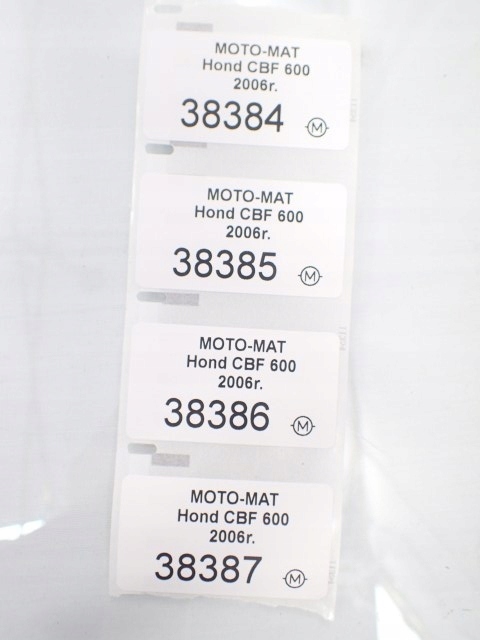 MOTO-MAT
Hond CBF 600
2006r.
38384 M
MOTO-MAT
Hond CBF 600
2006r.
38385 M
MOTO-MAT
Hond CBF 600
2006r.
38386 M
MOTO-MAT
Hond CBF 600
2006r.
38387 M